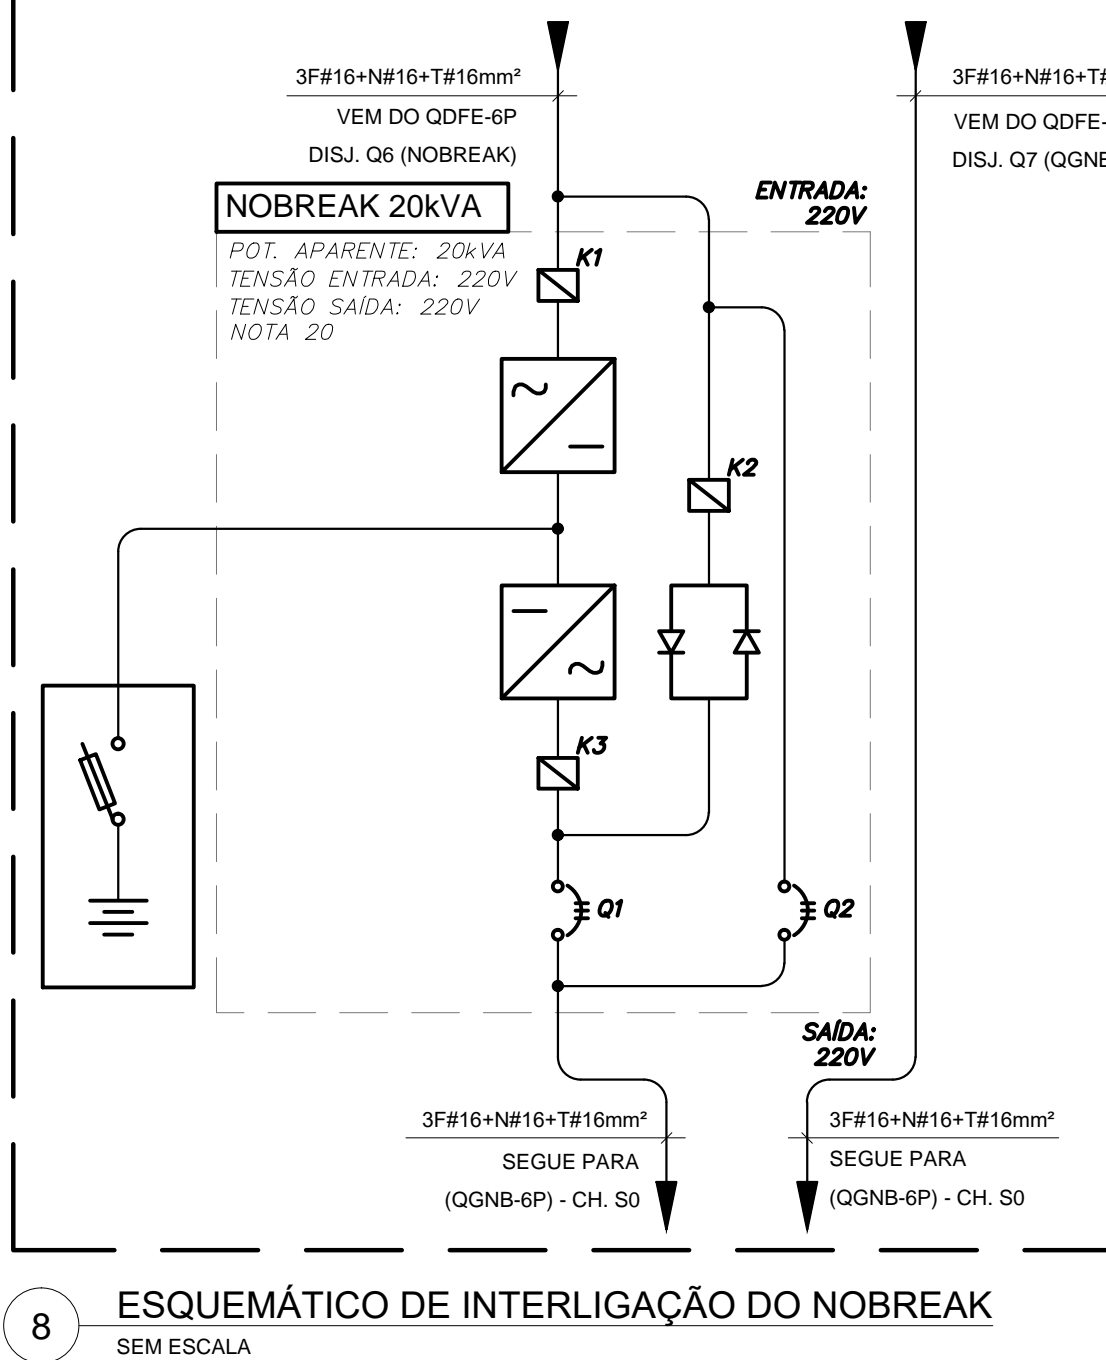 3F#16+N#16+T#16mm²
VEM DO QDFE-6P
DISJ. Q6 (NOBREAK)
3F#16+N#16+T#
VEM DO QDFE-
DISJ. Q7 (QGNB
NOBREAK 20kVA
POT. APARENTE: 20kVA
TENSÃO ENTRADA: 220V
TENSÃO SAÍDA: 220V
NOTA 20
ENTRADA:
220V
K1
K2
K3
Q1
Q2
SAÍDA:
220V
3F#16+N#16+T#16mm²
SEGUE PARA
(QGNB-6P) - CH. S0
3F#16+N#16+T#16mm²
SEGUE PARA
(QGNB-6P) - CH. S0
8
ESQUEMÁTICO DE INTERLIGAÇÃO DO NOBREAK
SEM ESCALA